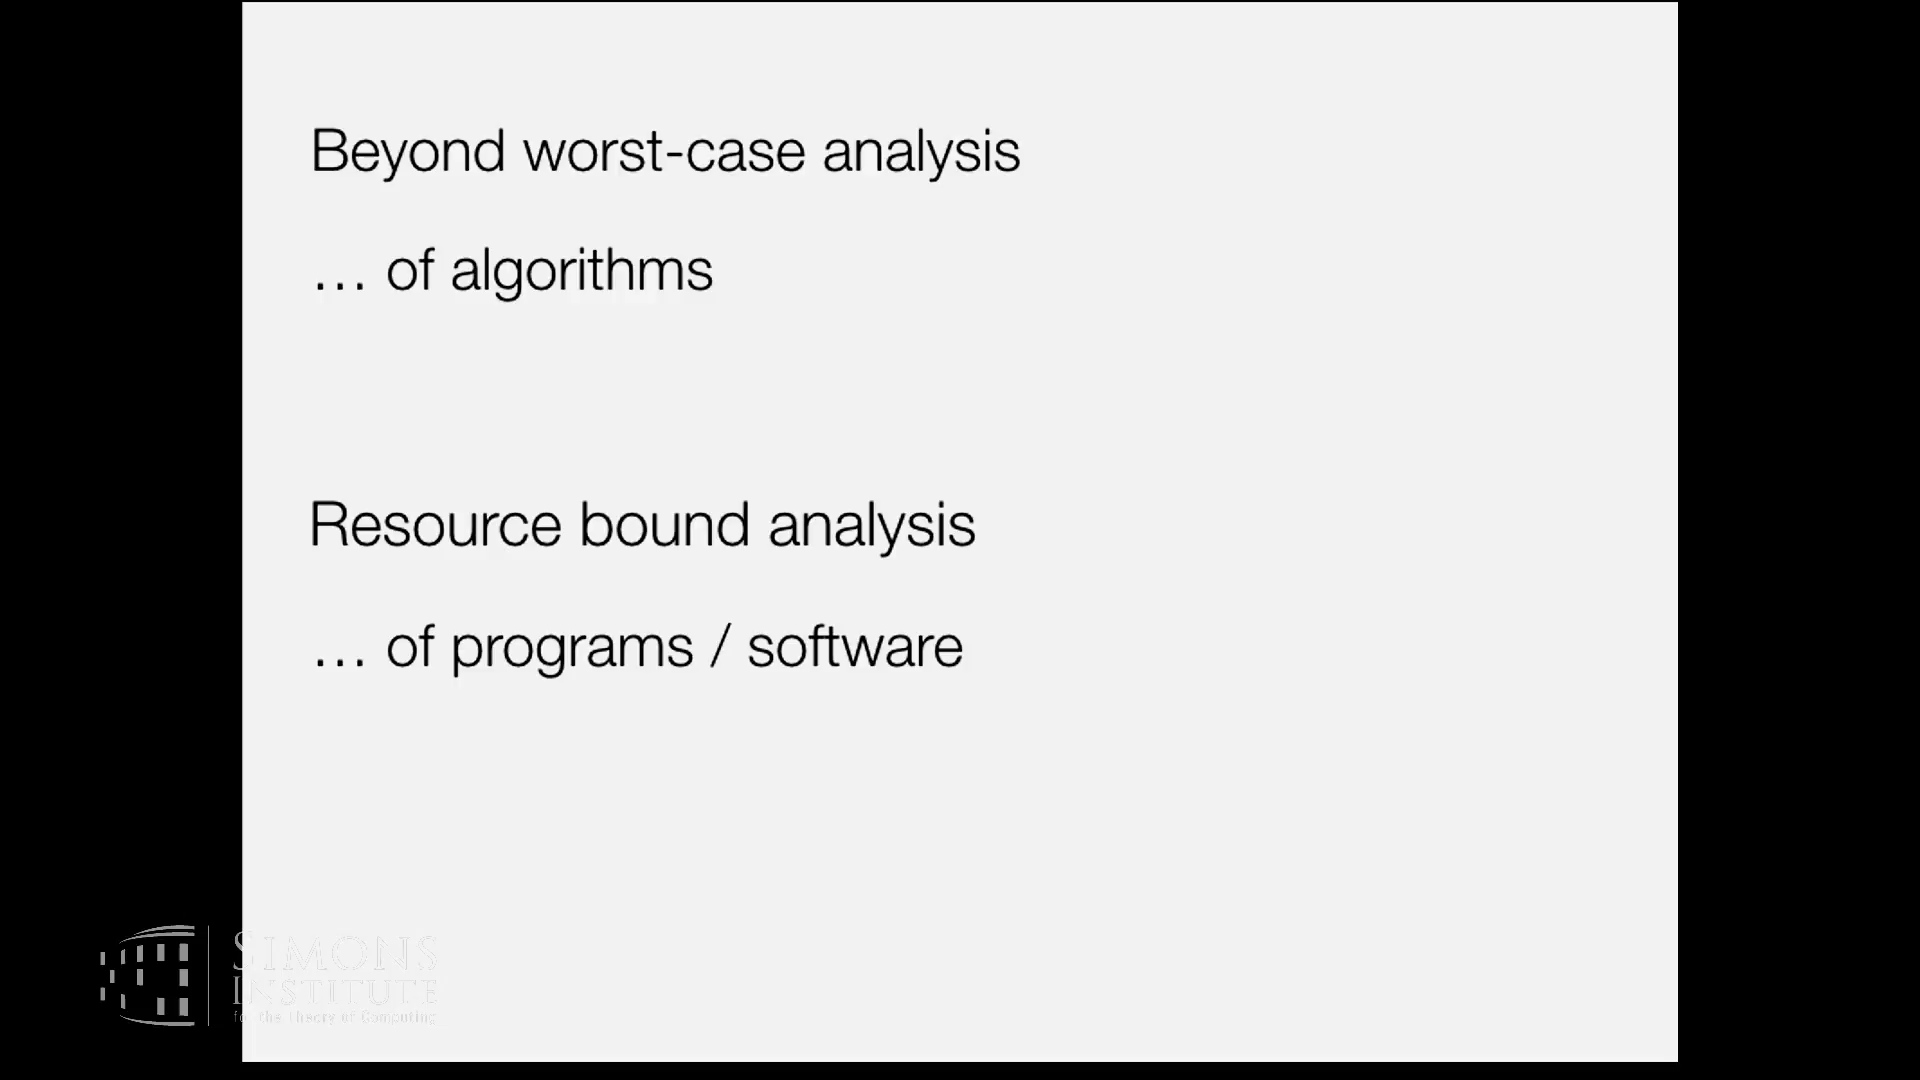 Beyond worst-case analysis
… of algorithms
Resource bound analysis
… of programs / software
SIMONS
INSTITUTE
for the Theory of Computing